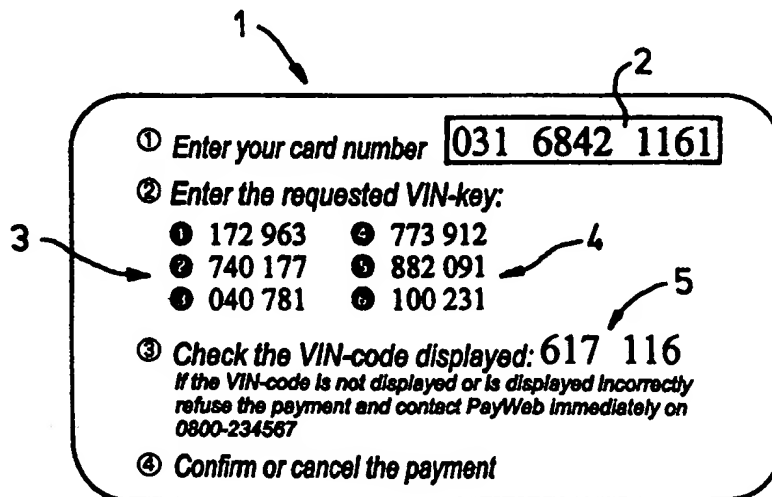 1
2
① Enter your card number 031 6842 1161
② Enter the requested VIN-key:
❶ 172 963 ❹ 773 912
3 ❷ 740 177 ❺ 882 091 4
❸ 040 781 ❻ 100 231
5
③ Check the VIN-code displayed: 617 116
If the VIN-code is not displayed or is displayed incorrectly
refuse the payment and contact PayWeb immediately on
0800-234567
④ Confirm or cancel the payment